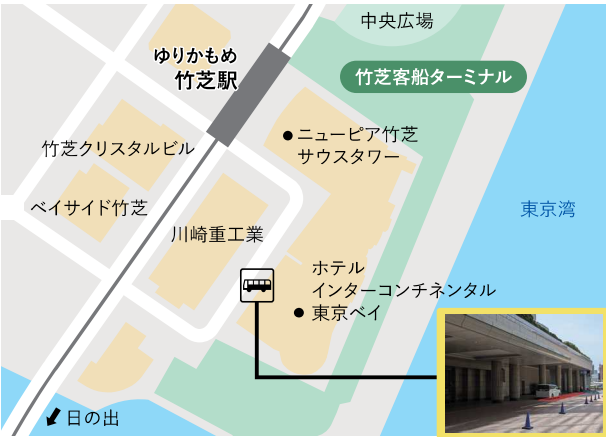 中央広場
ゆりかもめ
竹芝駅
竹芝客船ターミナル
ニューピア竹芝
サウスタワー
竹芝クリスタルビル
ベイサイド竹芝
川崎重工業
東京湾
ホテル
インターコンチネンタル
東京ベイ
日の出